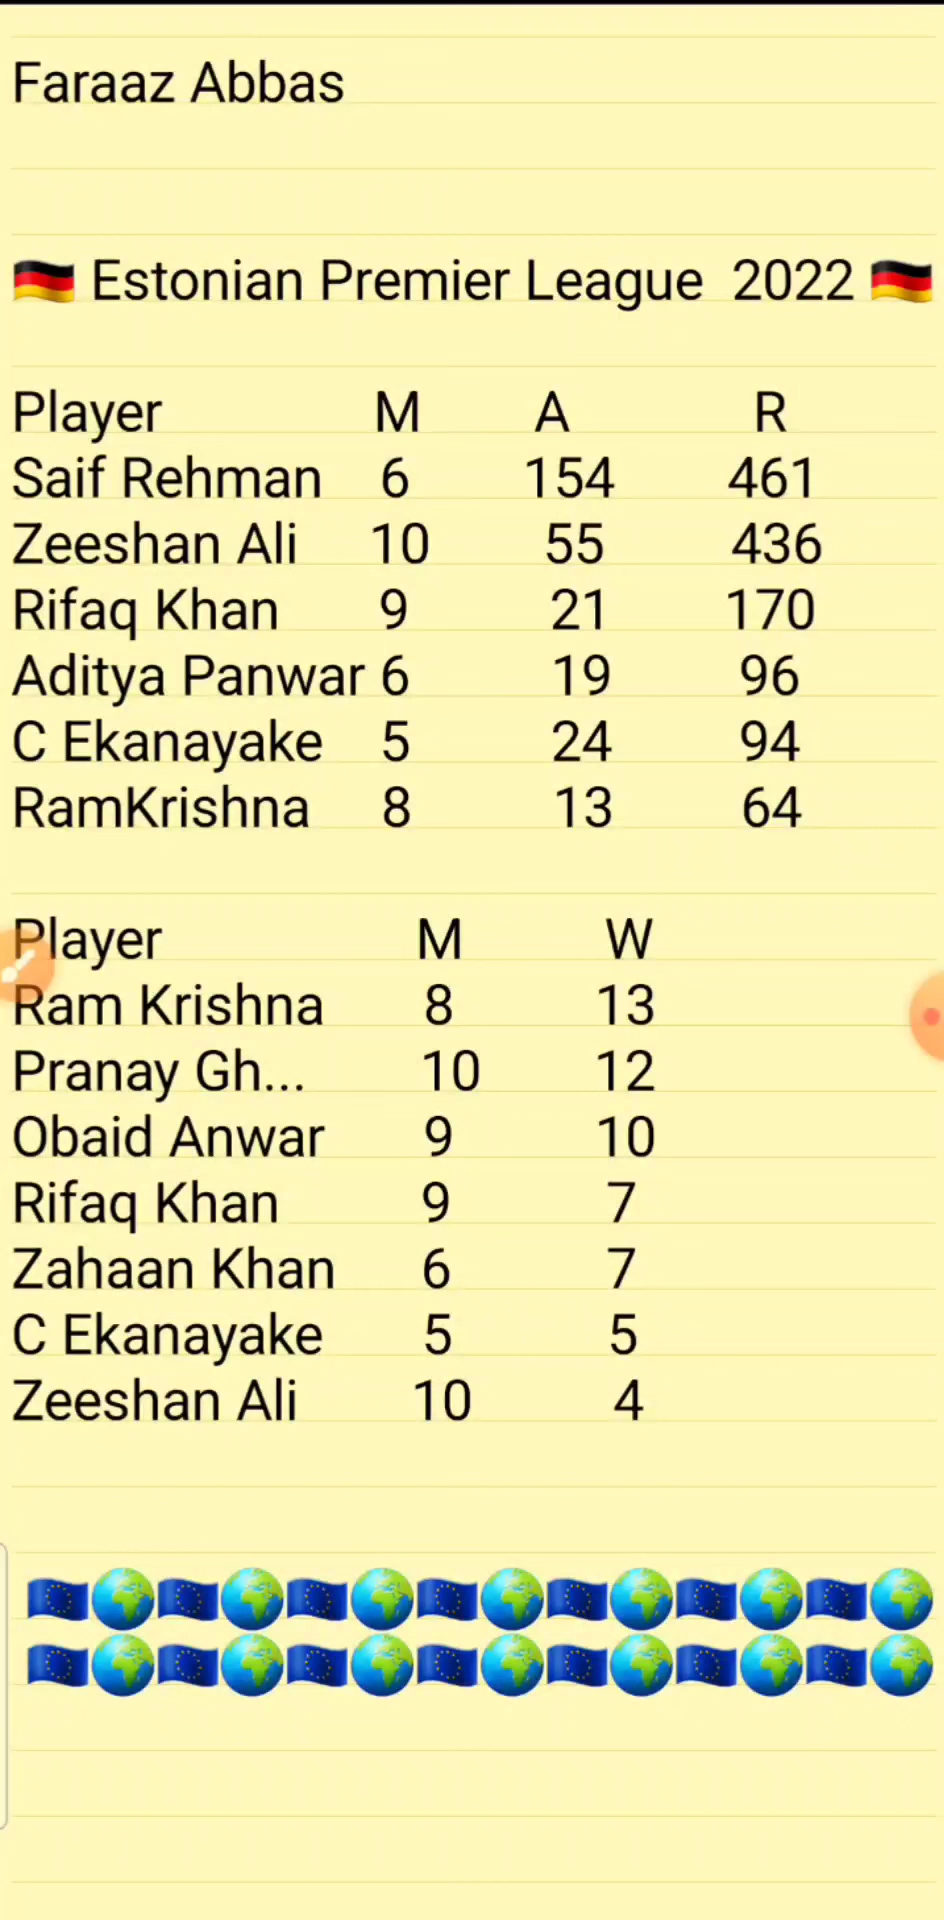 Faraaz Abbas
🇩🇪 Estonian Premier League 2022 🇩🇪
Player M A R
Saif Rehman 6 154 461
Zeeshan Ali 10 55 436
Rifaq Khan 9 21 170
Aditya Panwar 6 19 96
C Ekanayake 5 24 94
RamKrishna 8 13 64
Player M W
Ram Krishna 8 13
Pranay Gh... 10 12
Obaid Anwar 9 10
Rifaq Khan 9 7
Zahaan Khan 6 7
C Ekanayake 5 5
Zeeshan Ali 10 4
🇪🇺🌍🇪🇺🌍🇪🇺🌍🇪🇺🌍🇪🇺🌍🇪🇺🌍🇪🇺🌍
🇪🇺🌍🇪🇺🌍🇪🇺🌍🇪🇺🌍🇪🇺🌍🇪🇺🌍🇪🇺🌍